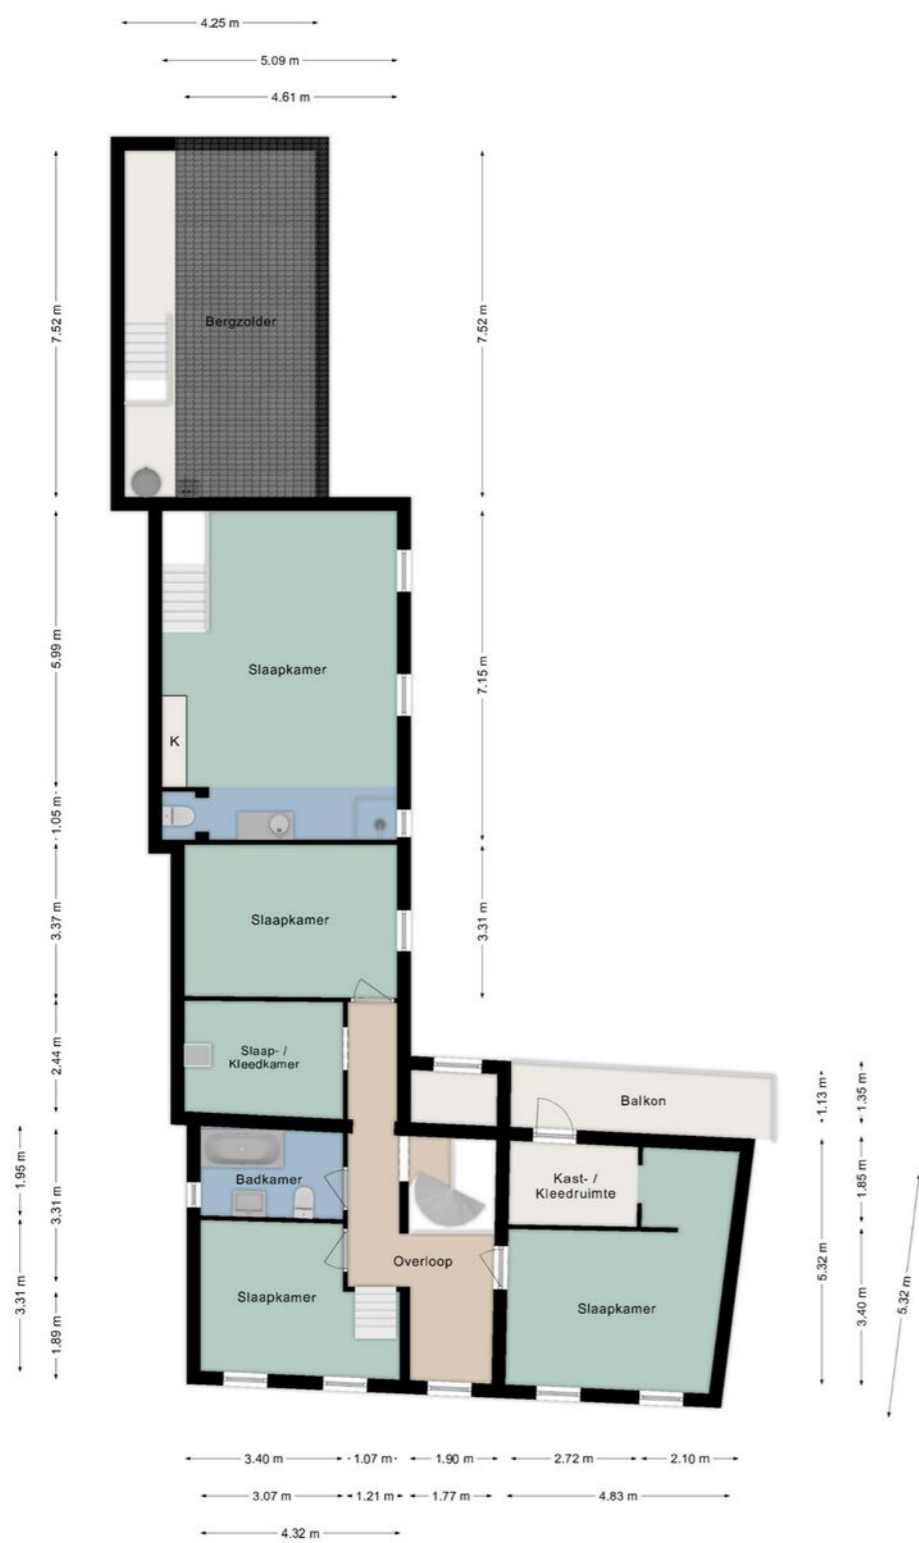 4.25 m
5.09 m
4.61 m
7.52 m
7.52 m
Bergzolder
5.99 m
7.15 m
Slaapkamer
K
1.05 m
3.37 m
3.31 m
Slaapkamer
2.44 m
Slaap- /
Kleedkamer
Balkon
1.13 m
1.35 m
1.95 m
3.31 m
Badkamer
Kast- /
Kleedruimte
1.85 m
5.32 m
Overloop
3.31 m
1.89 m
Slaapkamer
Slaapkamer
3.40 m
5.32 m
3.40 m
1.07 m
1.90 m
2.72 m
2.10 m
3.07 m
1.21 m
1.77 m
4.83 m
4.32 m